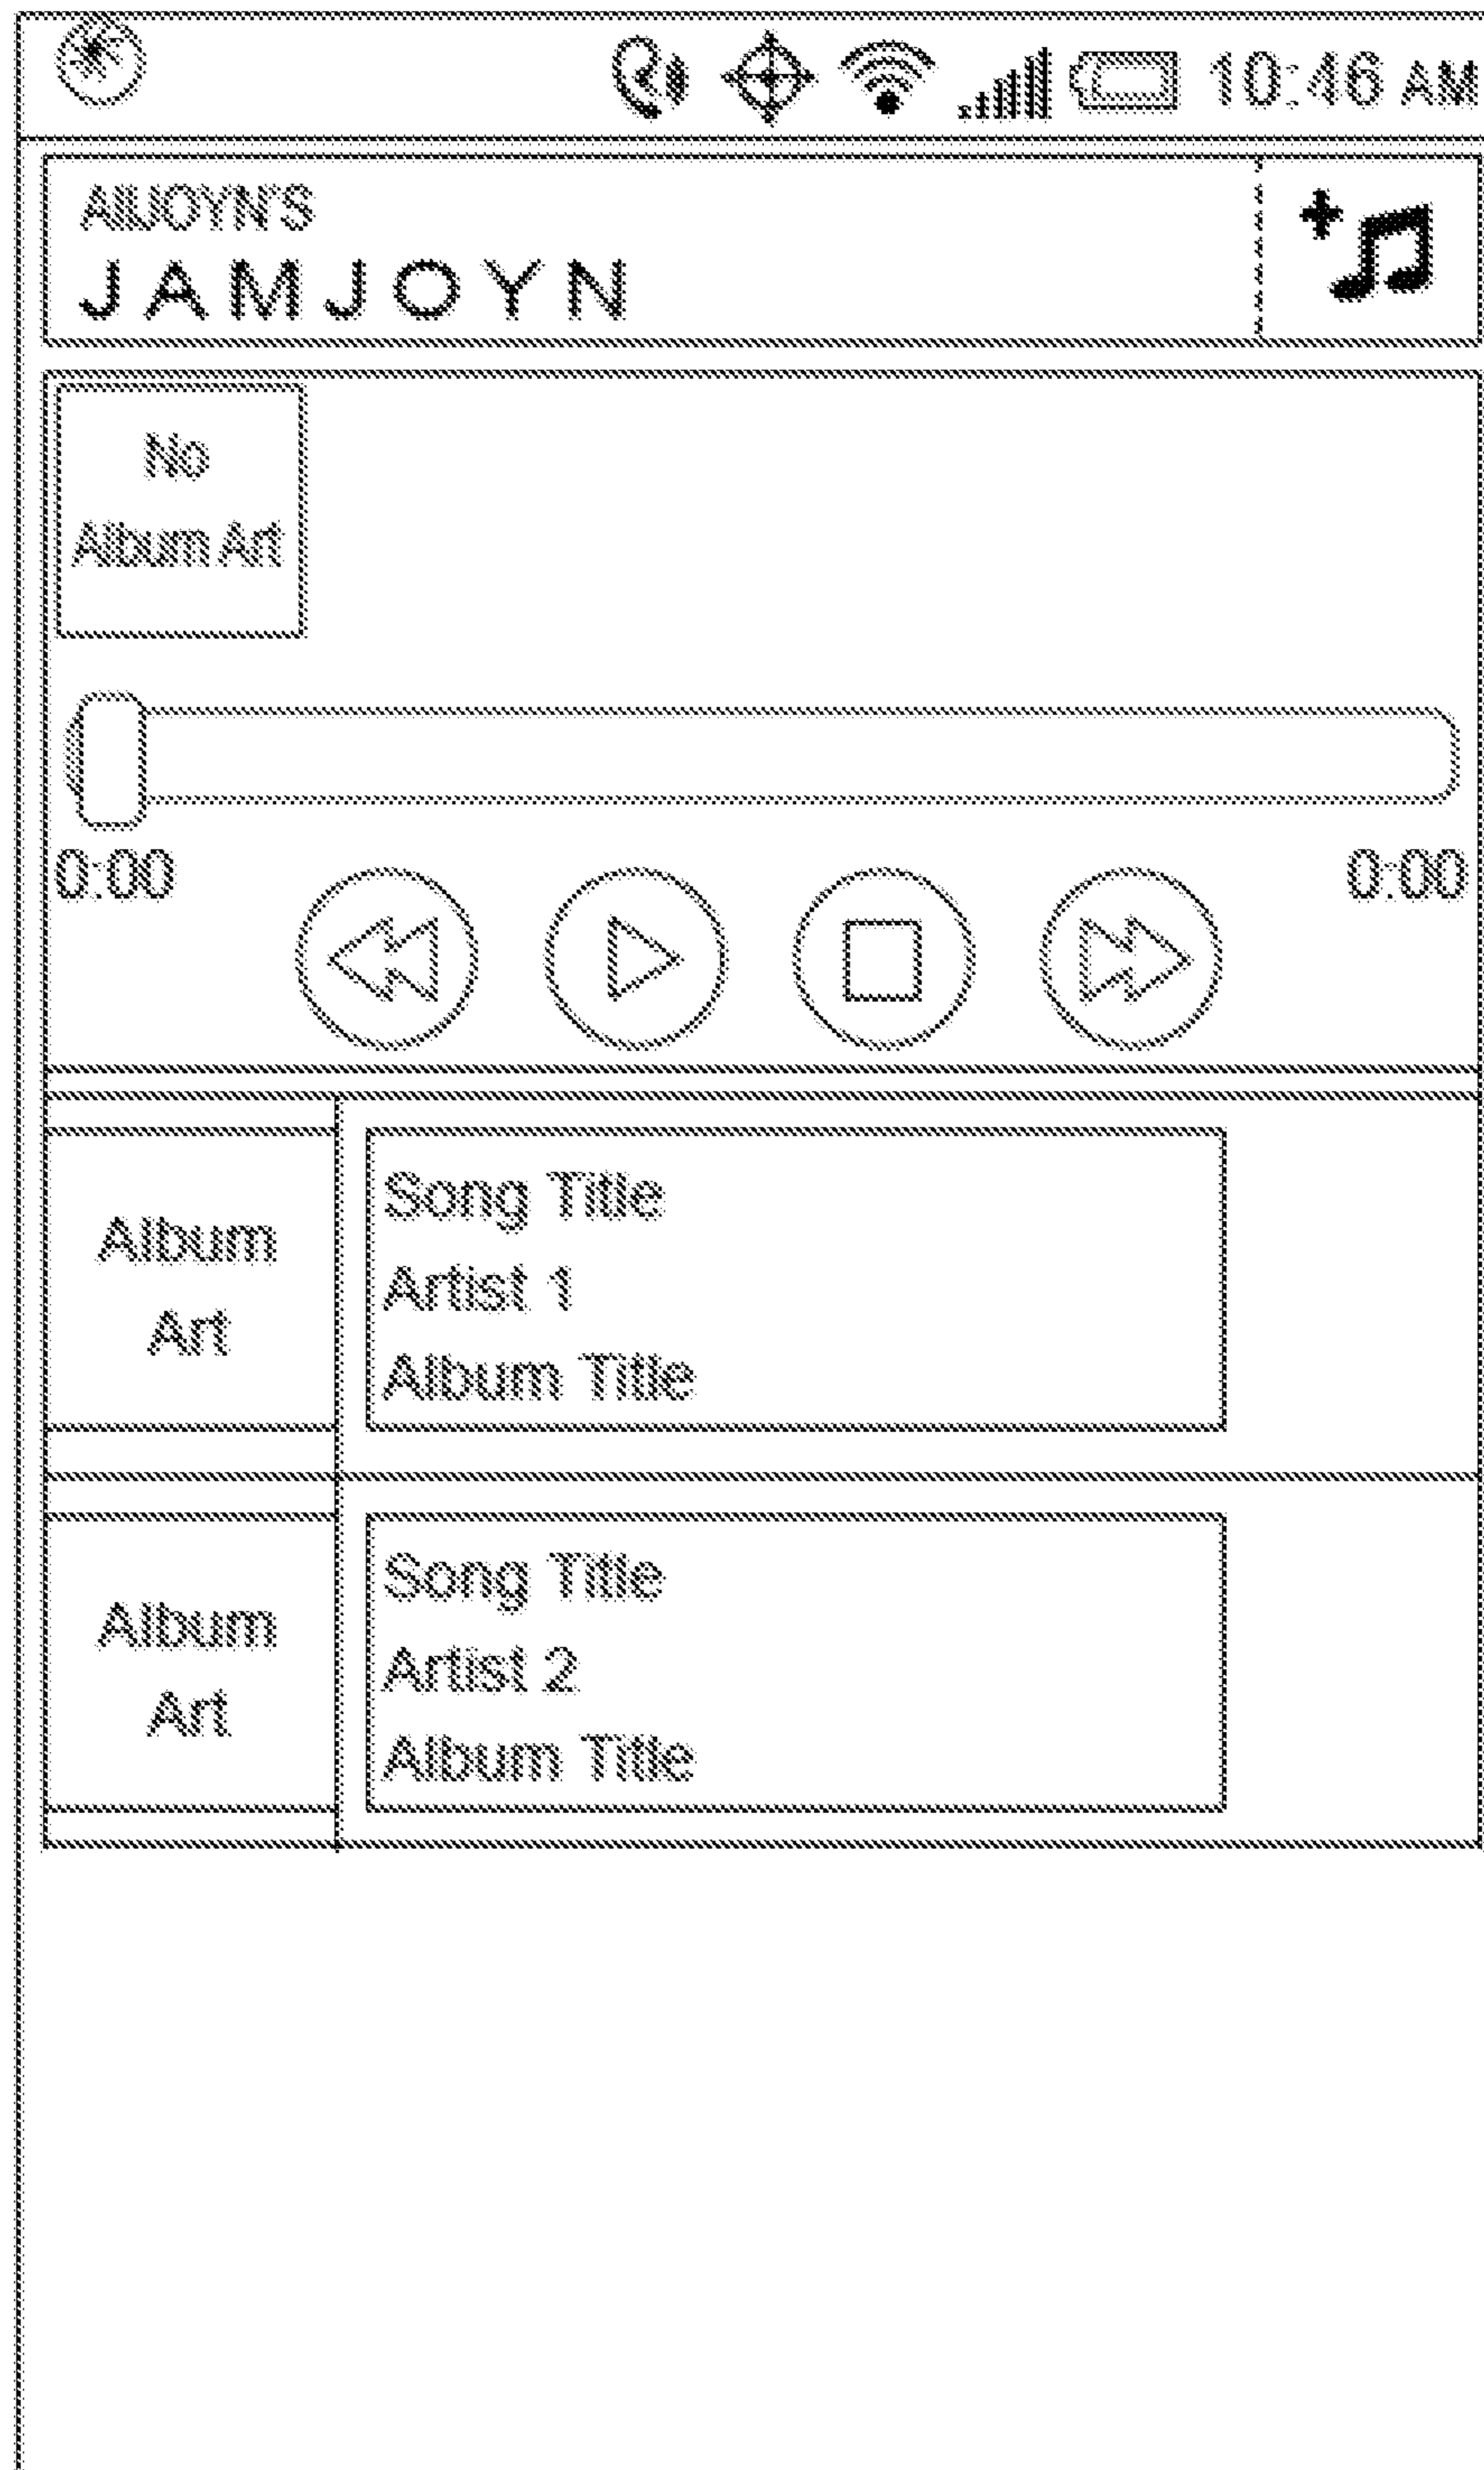 10:46 AM
AllJOYN'S
JAMJOYN
No
Album Art
0:00
0:00
Album
Art
Song Title
Artist 1
Album Title
Album
Art
Song Title
Artist 2
Album Title